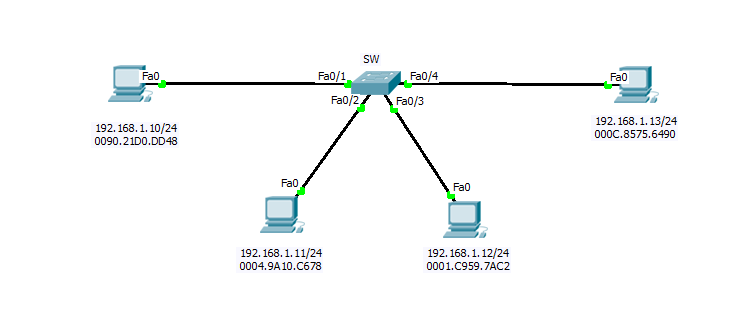 SW
Fa0
Fa0/1
Fa0/4
Fa0
Fa0/2
Fa0/3
192.168.1.10/24
0090.21D0.DD48
192.168.1.13/24
000C.8575.6490
Fa0
Fa0
192.168.1.11/24
0004.9A10.C678
192.168.1.12/24
0001.C959.7AC2